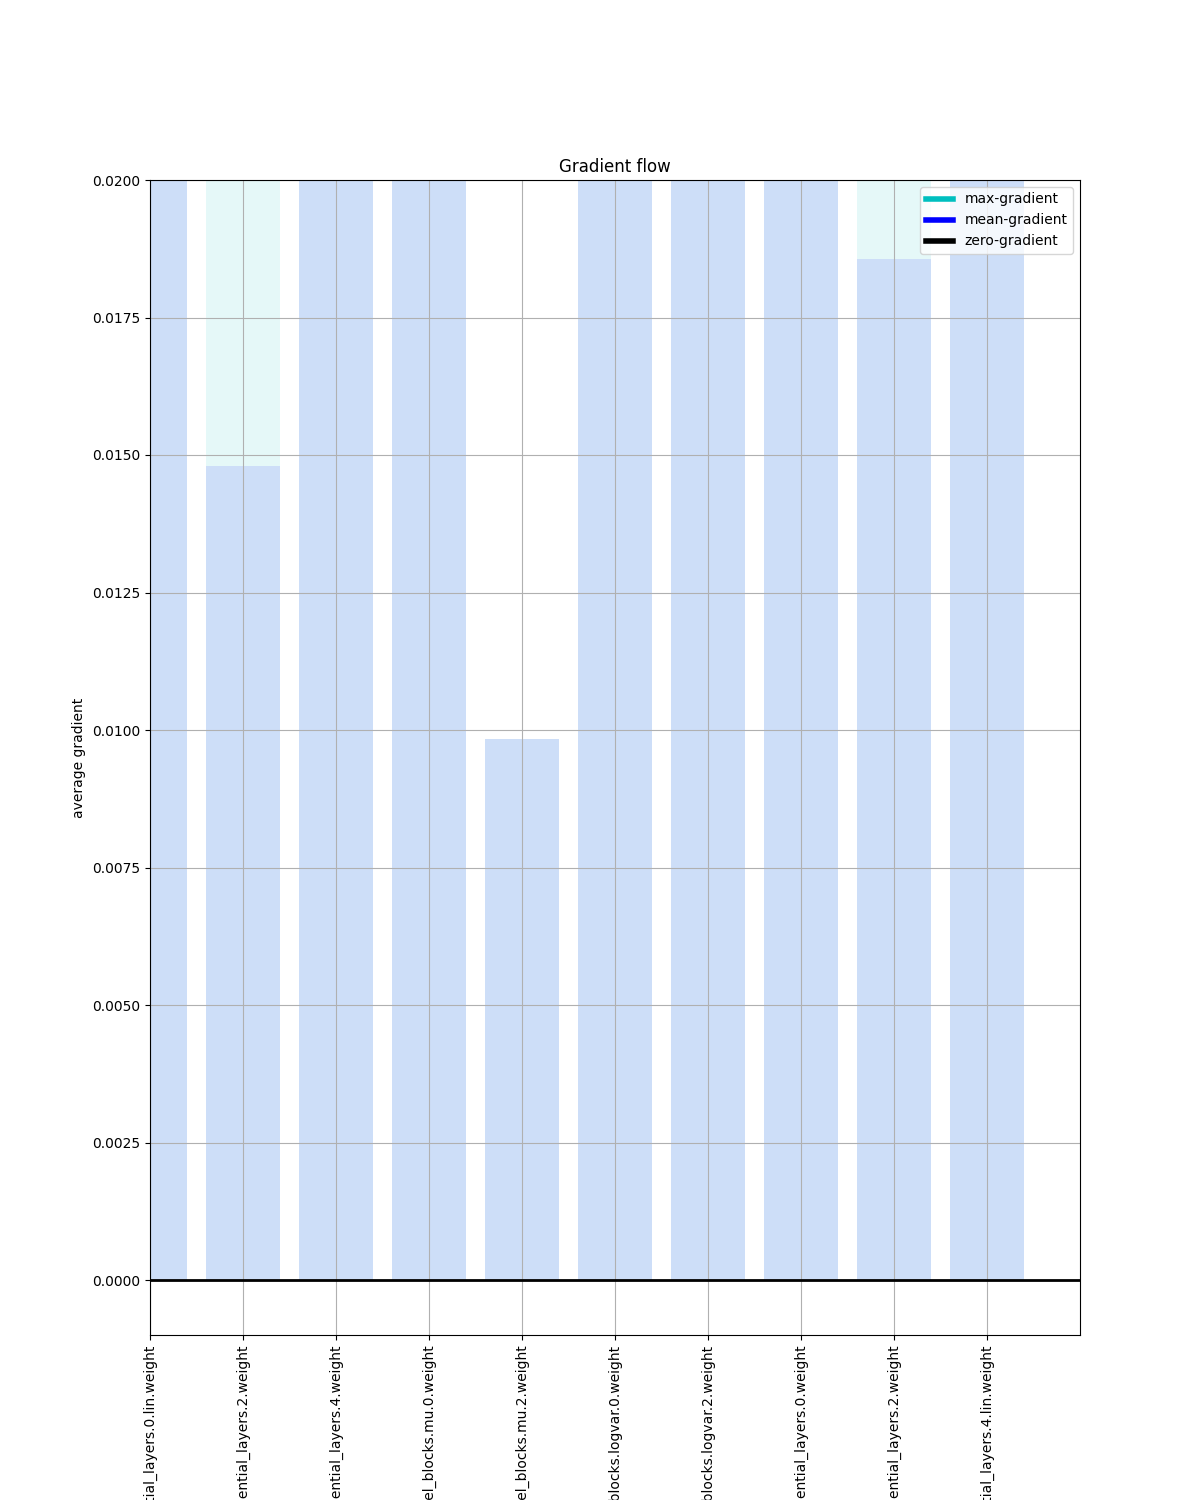 Gradient flow
max-gradient
mean-gradient
zero-gradient
0.0200
0.0175
0.0150
0.0125
0.0100
0.0075
0.0050
0.0025
0.0000
average gradient
tial_layers.0.lin.weight
ential_layers.2.weight
ential_layers.4.weight
el_blocks.mu.0.weight
el_blocks.mu.2.weight
blocks.logvar.0.weight
blocks.logvar.2.weight
ential_layers.0.weight
ential_layers.2.weight
tial_layers.4.lin.weight